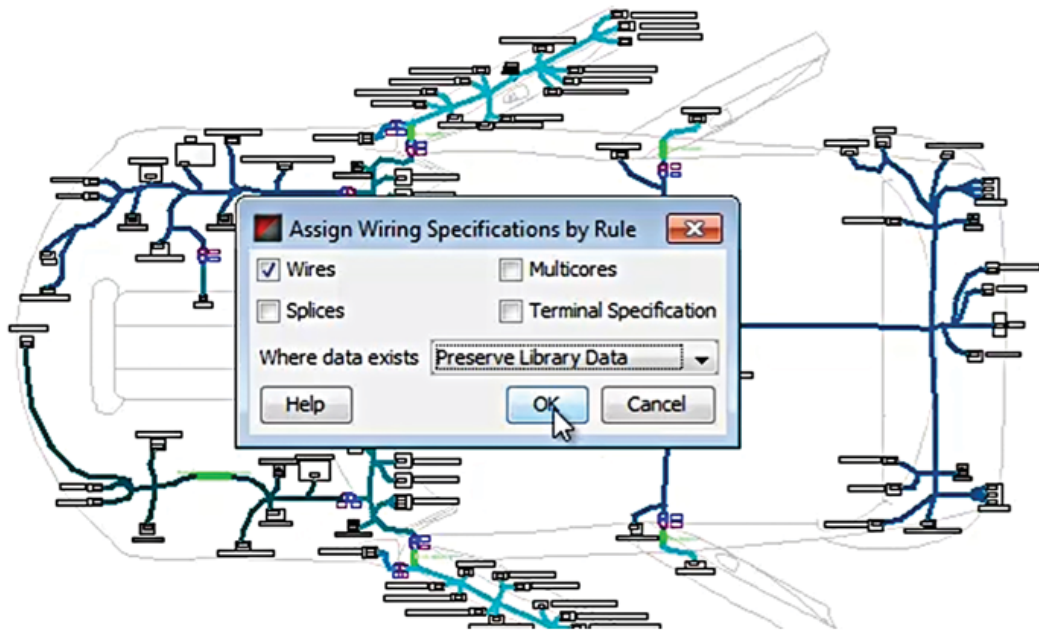 Assign Wiring Specifications by Rule
Wires
Multicores
Splices
Terminal Specification
Where data exists Preserve Library Data
Help OK Cancel